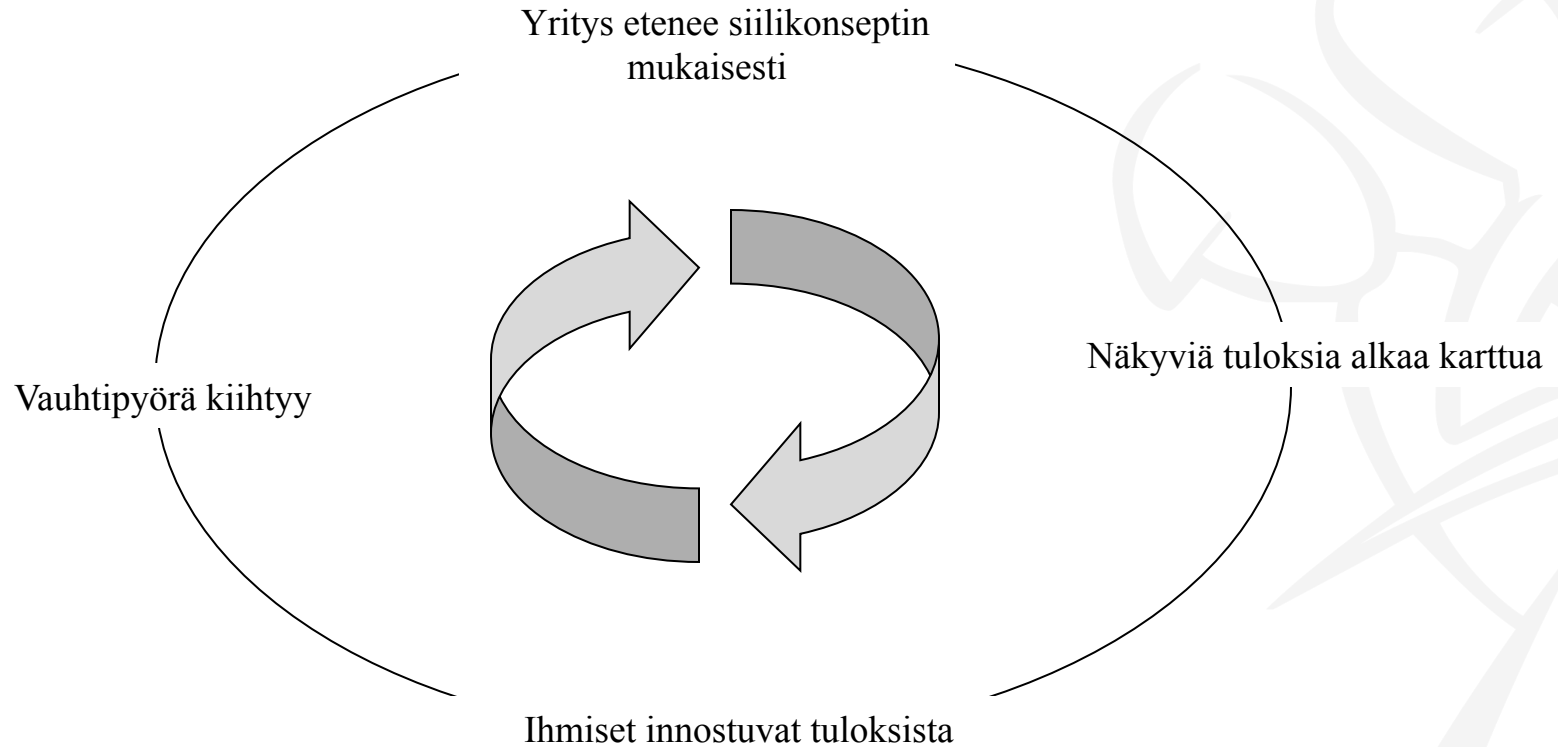 Yritys etenee siilikonseptin
mukaisesti
Näkyviä tuloksia alkaa karttua
Vauhtipyörä kiihtyy
Ihmiset innostuvat tuloksista